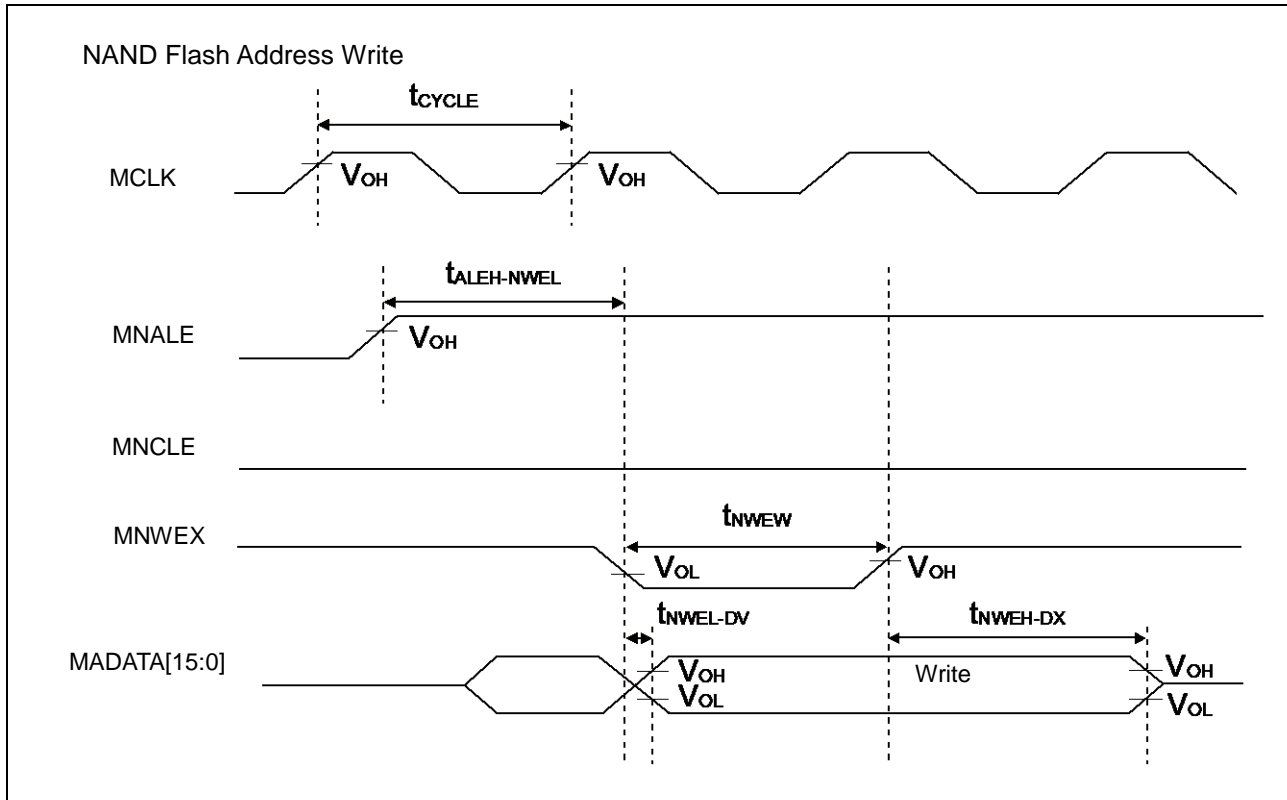 NAND Flash Address Write
tCYCLE
MCLK
VOH
VOH
tALEH-NWEL
MNALE
VOH
MNCLE
tNWEW
MNWEX
VOL
VOH
tNWEL-DV
tNWEH-DX
MADATA[15:0]
VOH
Write
VOH
VOL
VOL